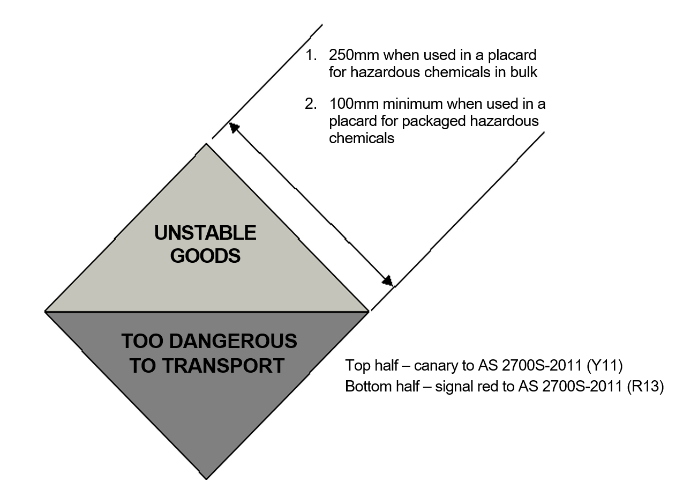 1. 250mm when used in a placard
for hazardous chemicals in bulk
2. 100mm minimum when used in a
placard for packaged hazardous
chemicals
UNSTABLE
GOODS
TOO DANGEROUS
TO TRANSPORT
Top half – canary to AS 2700S-2011 (Y11)
Bottom half – signal red to AS 2700S-2011 (R13)